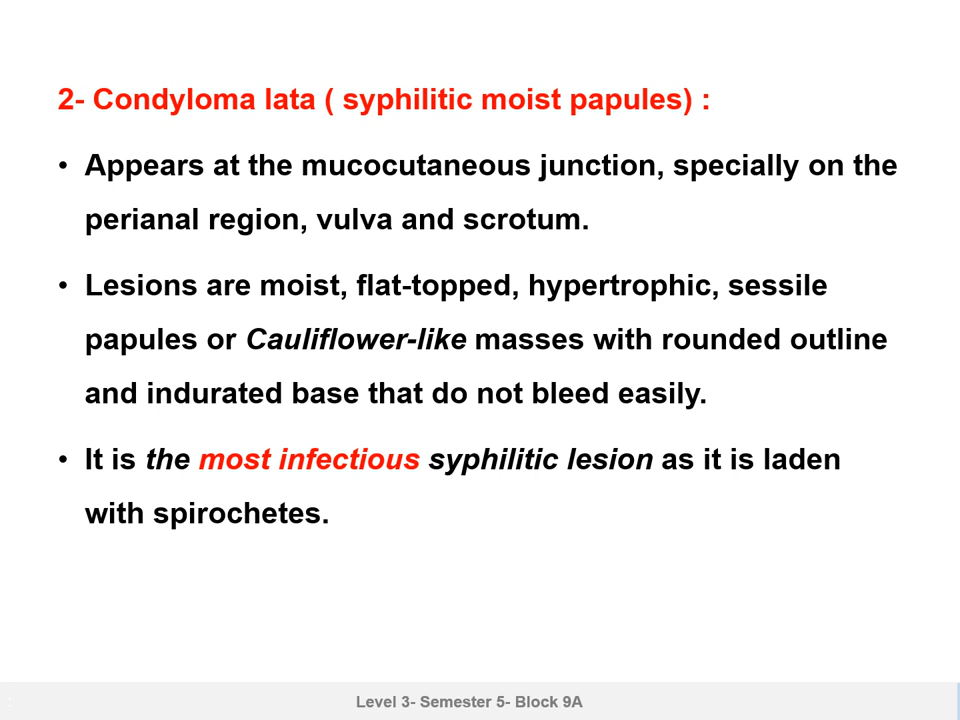 2- Condyloma lata ( syphilitic moist papules) :
• Appears at the mucocutaneous junction, specially on the
perianal region, vulva and scrotum.
• Lesions are moist, flat-topped, hypertrophic, sessile
papules or Cauliflower-like masses with rounded outline
and indurated base that do not bleed easily.
• It is the most infectious syphilitic lesion as it is laden
with spirochetes.
Level 3- Semester 5- Block 9A